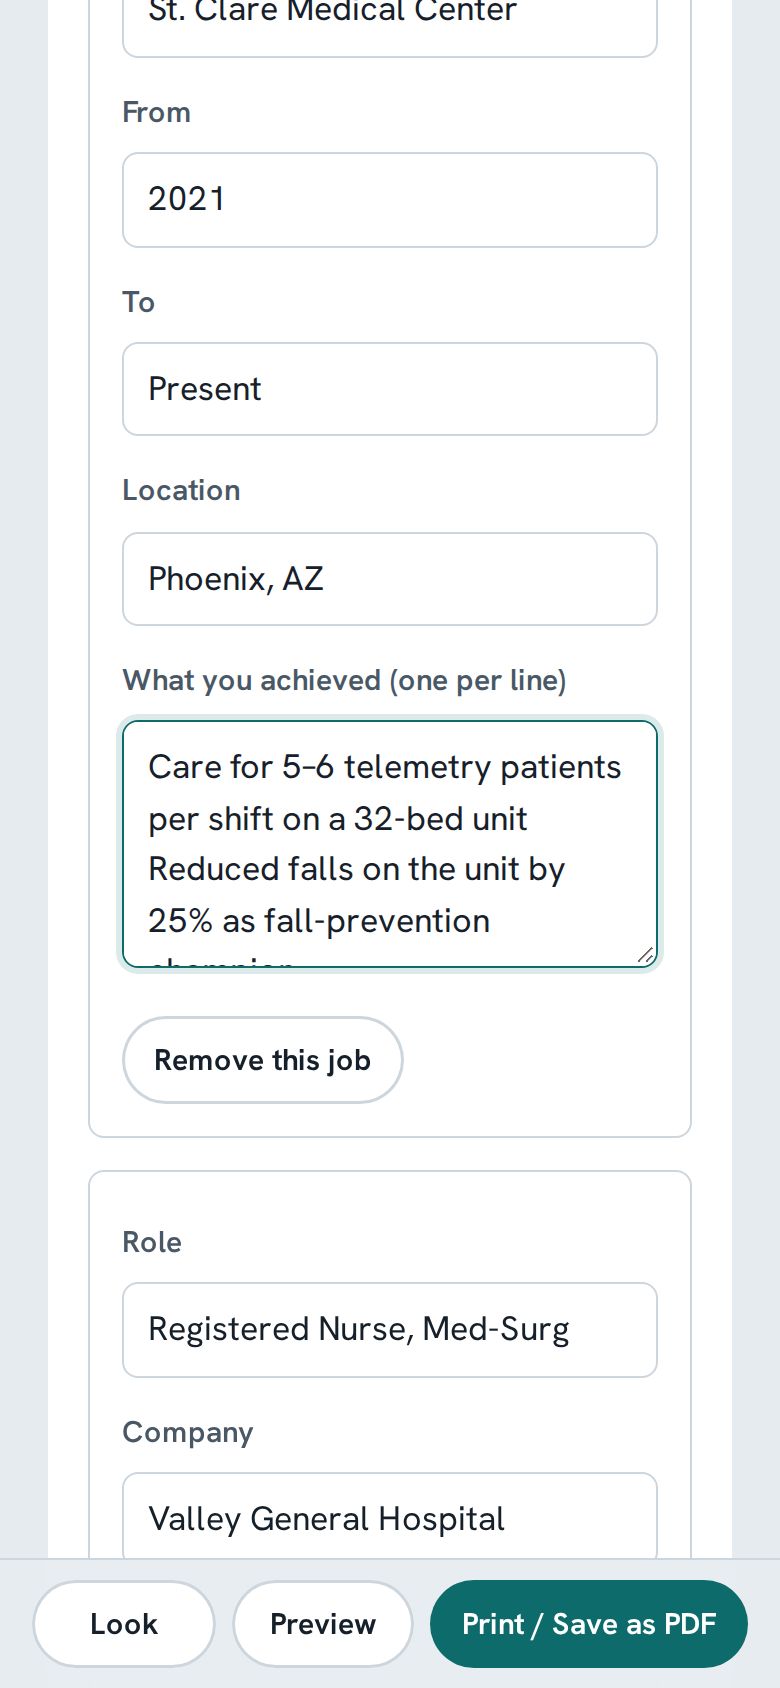 St. Clare Medical Center
From
2021
To
Present
Location
Phoenix, AZ
What you achieved (one per line)
Care for 5–6 telemetry patients
per shift on a 32-bed unit
Reduced falls on the unit by
25% as fall-prevention
champion
Remove this job
Role
Registered Nurse, Med-Surg
Company
Valley General Hospital
Look
Preview
Print / Save as PDF